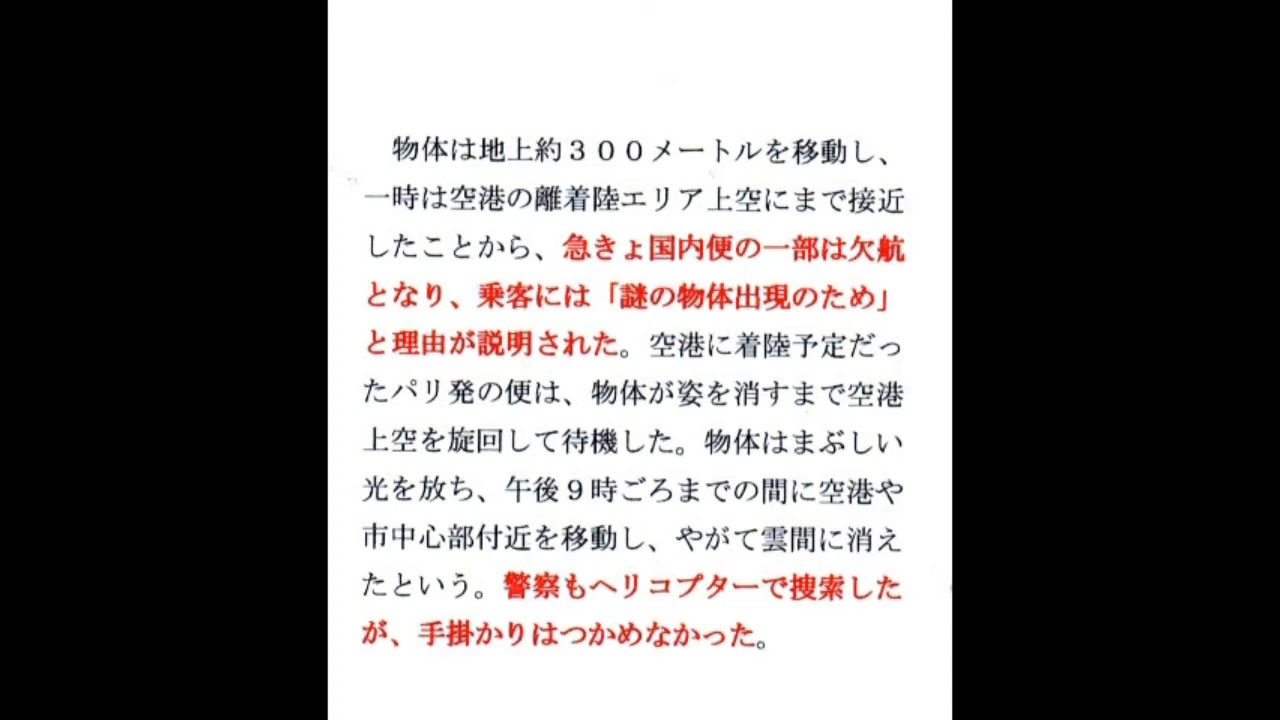 物体は地上約３００メートルを移動し、
一時は空港の離着陸エリア上空にまで接近
したことから、急きょ国内便の一部は欠航
となり、乗客には「謎の物体出現のため」
と理由が説明された。空港に着陸予定だっ
たパリ発の便は、物体が姿を消すまで空港
上空を旋回して待機した。物体はまぶしい
光を放ち、午後９時ごろまでの間に空港や
市中心部付近を移動し、やがて雲間に消え
たという。警察もヘリコプターで捜索した
が、手掛かりはつかめなかった。